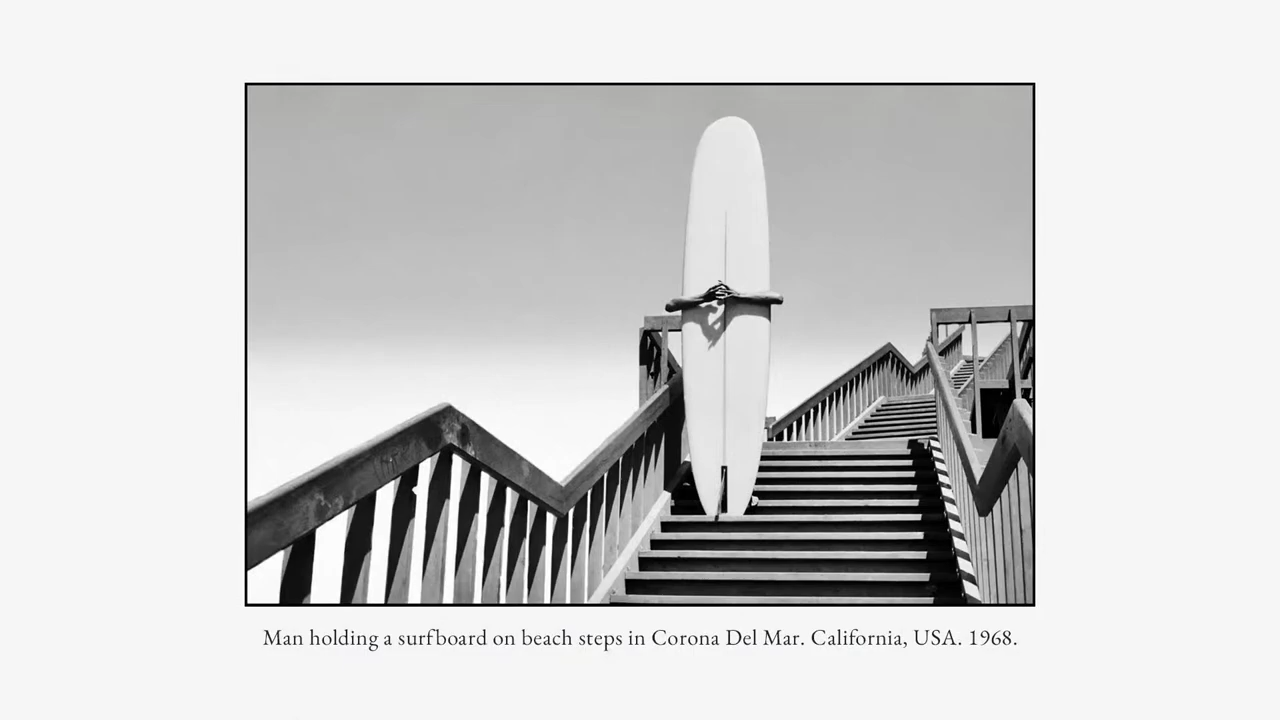 Man holding a surfboard on beach steps in Corona Del Mar. California, USA. 1968.